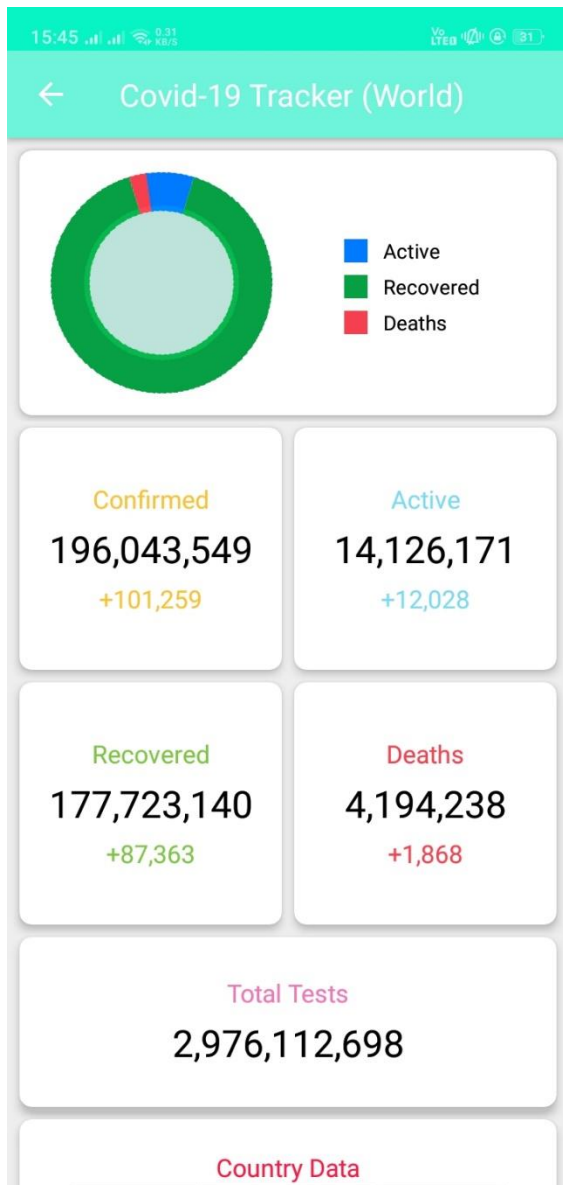 15:45 0.31 KB/S Vo LTE 31
Covid-19 Tracker (World)
Active
Recovered
Deaths
Confirmed
196,043,549
+101,259
Active
14,126,171
+12,028
Recovered
177,723,140
+87,363
Deaths
4,194,238
+1,868
Total Tests
2,976,112,698
Country Data